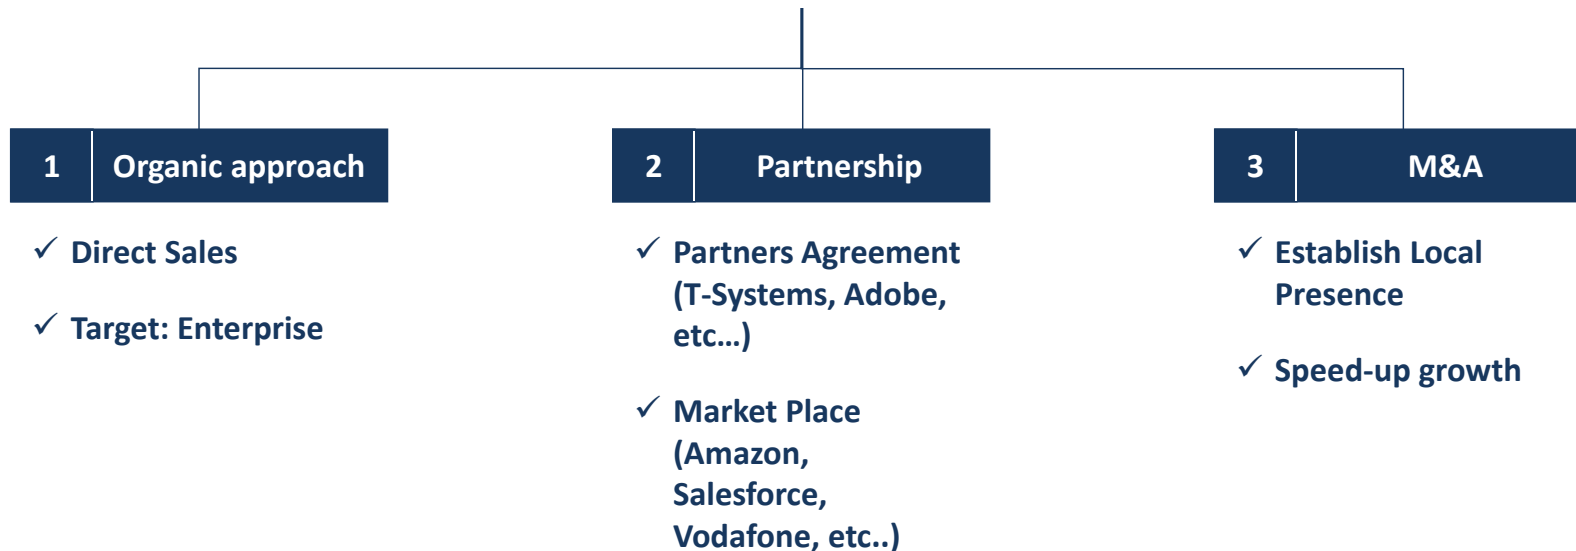 1 Organic approach
✓ Direct Sales
✓ Target: Enterprise
2 Partnership
✓ Partners Agreement
(T-Systems, Adobe,
etc...)
✓ Market Place
(Amazon,
Salesforce,
Vodafone, etc..)
3 M&A
✓ Establish Local
Presence
✓ Speed-up growth